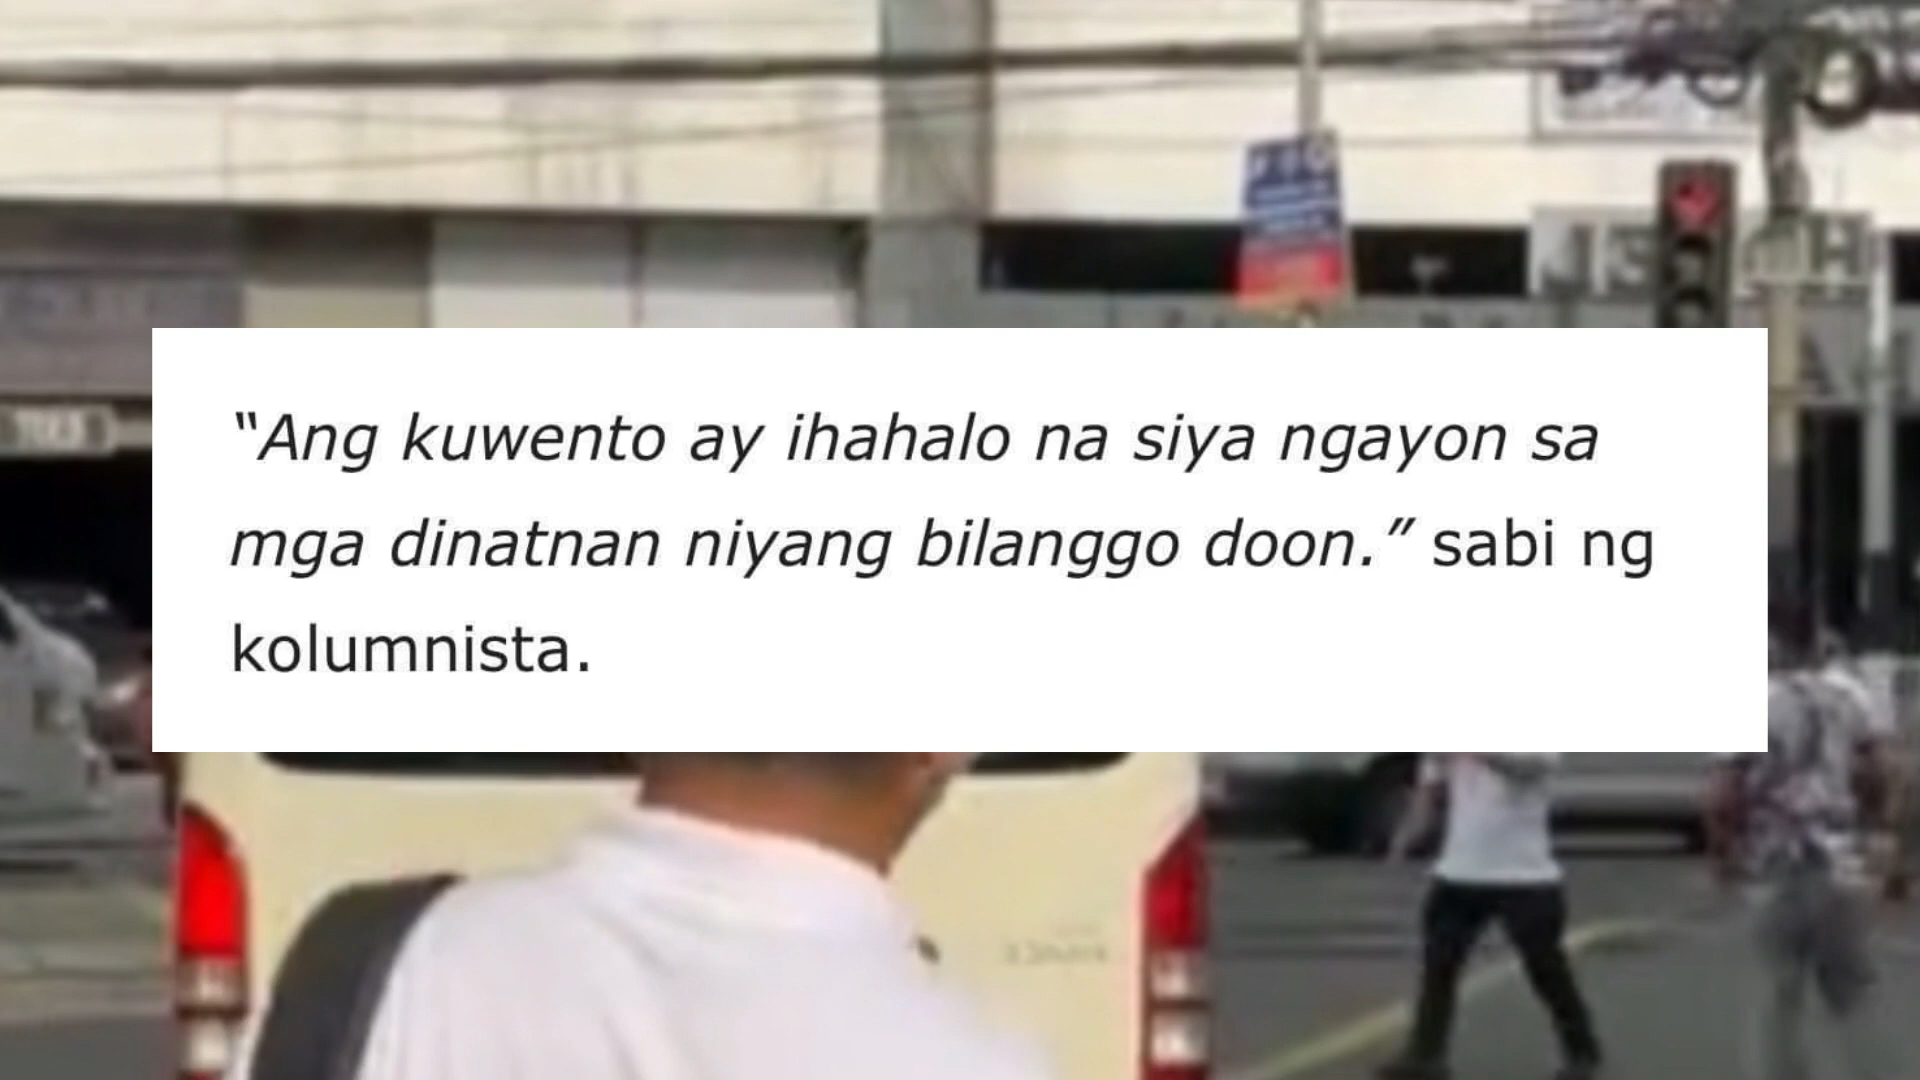 “Ang kuwento ay ihahalo na siya ngayon sa
mga dinatnan niyang bilanggo doon.” sabi ng
kolumnista.